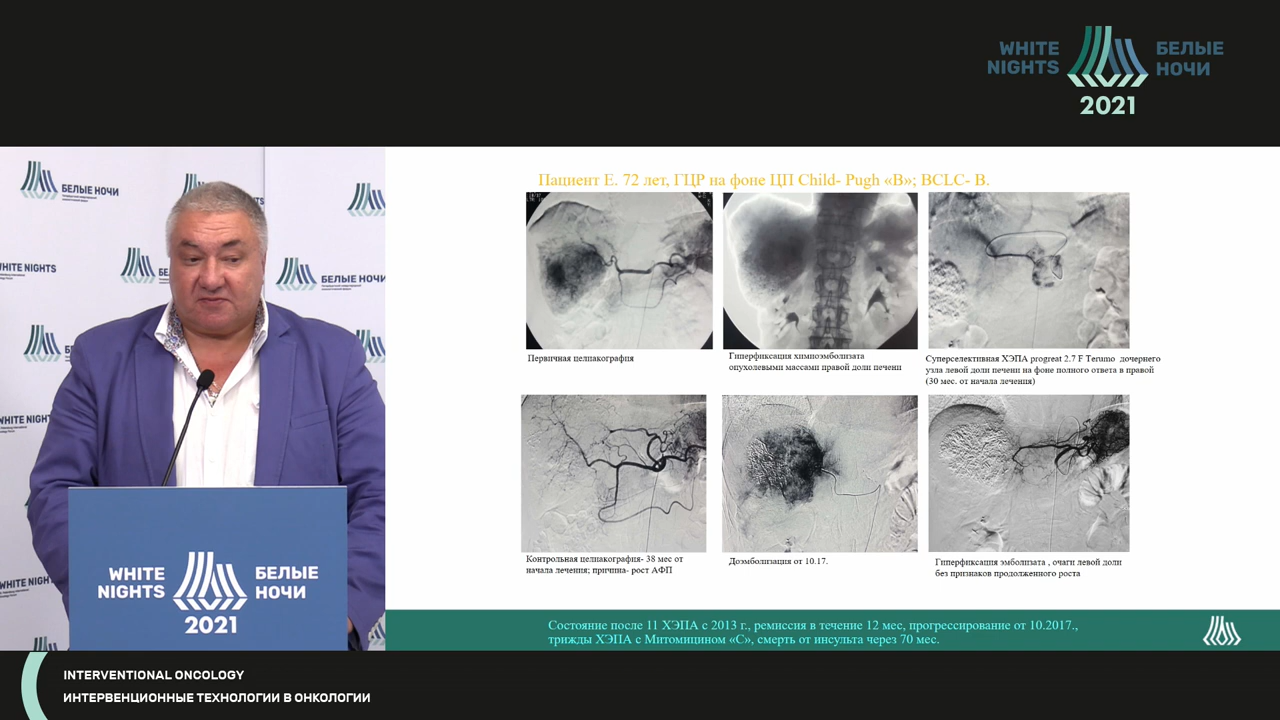 WHITE NIGHTS
БЕЛЫЕ НОЧИ
2021
БЕЛЫЕ НОЧИ
WHITE NIGHTS
БЕЛЫЕ НОЧИ
WHITE NIGHTS
БЕЛЫЕ НОЧИ
2021
Пациент Е. 72 лет, ГЦР на фоне ЦП Child- Pugh «В»; BCLC- В.
Первичная целиакография
Гиперфиксация химиоэмболизата
опухолевыми массами правой доли печени
Суперселективная ХЭПА progreat 2.7 F Terumo дочернего
узла левой доли печени на фоне полного ответа в правой
(30 мес. от начала лечения)
Контрольная целиакография- 38 мес от
начала лечения; причина- рост АФП
Доэмболизация от 10.17.
Гиперфиксация эмболизата , очаги левой доли
без признаков продолженного роста
Состояние после 11 ХЭПА с 2013 г., ремиссия в течение 12 мес, прогрессирование от 10.2017.,
трижды ХЭПА с Митомицином «С», смерть от инсульта через 70 мес.
INTERVENTIONAL ONCOLOGY
ИНТЕРВЕНЦИОННЫЕ ТЕХНОЛОГИИ В ОНКОЛОГИИ